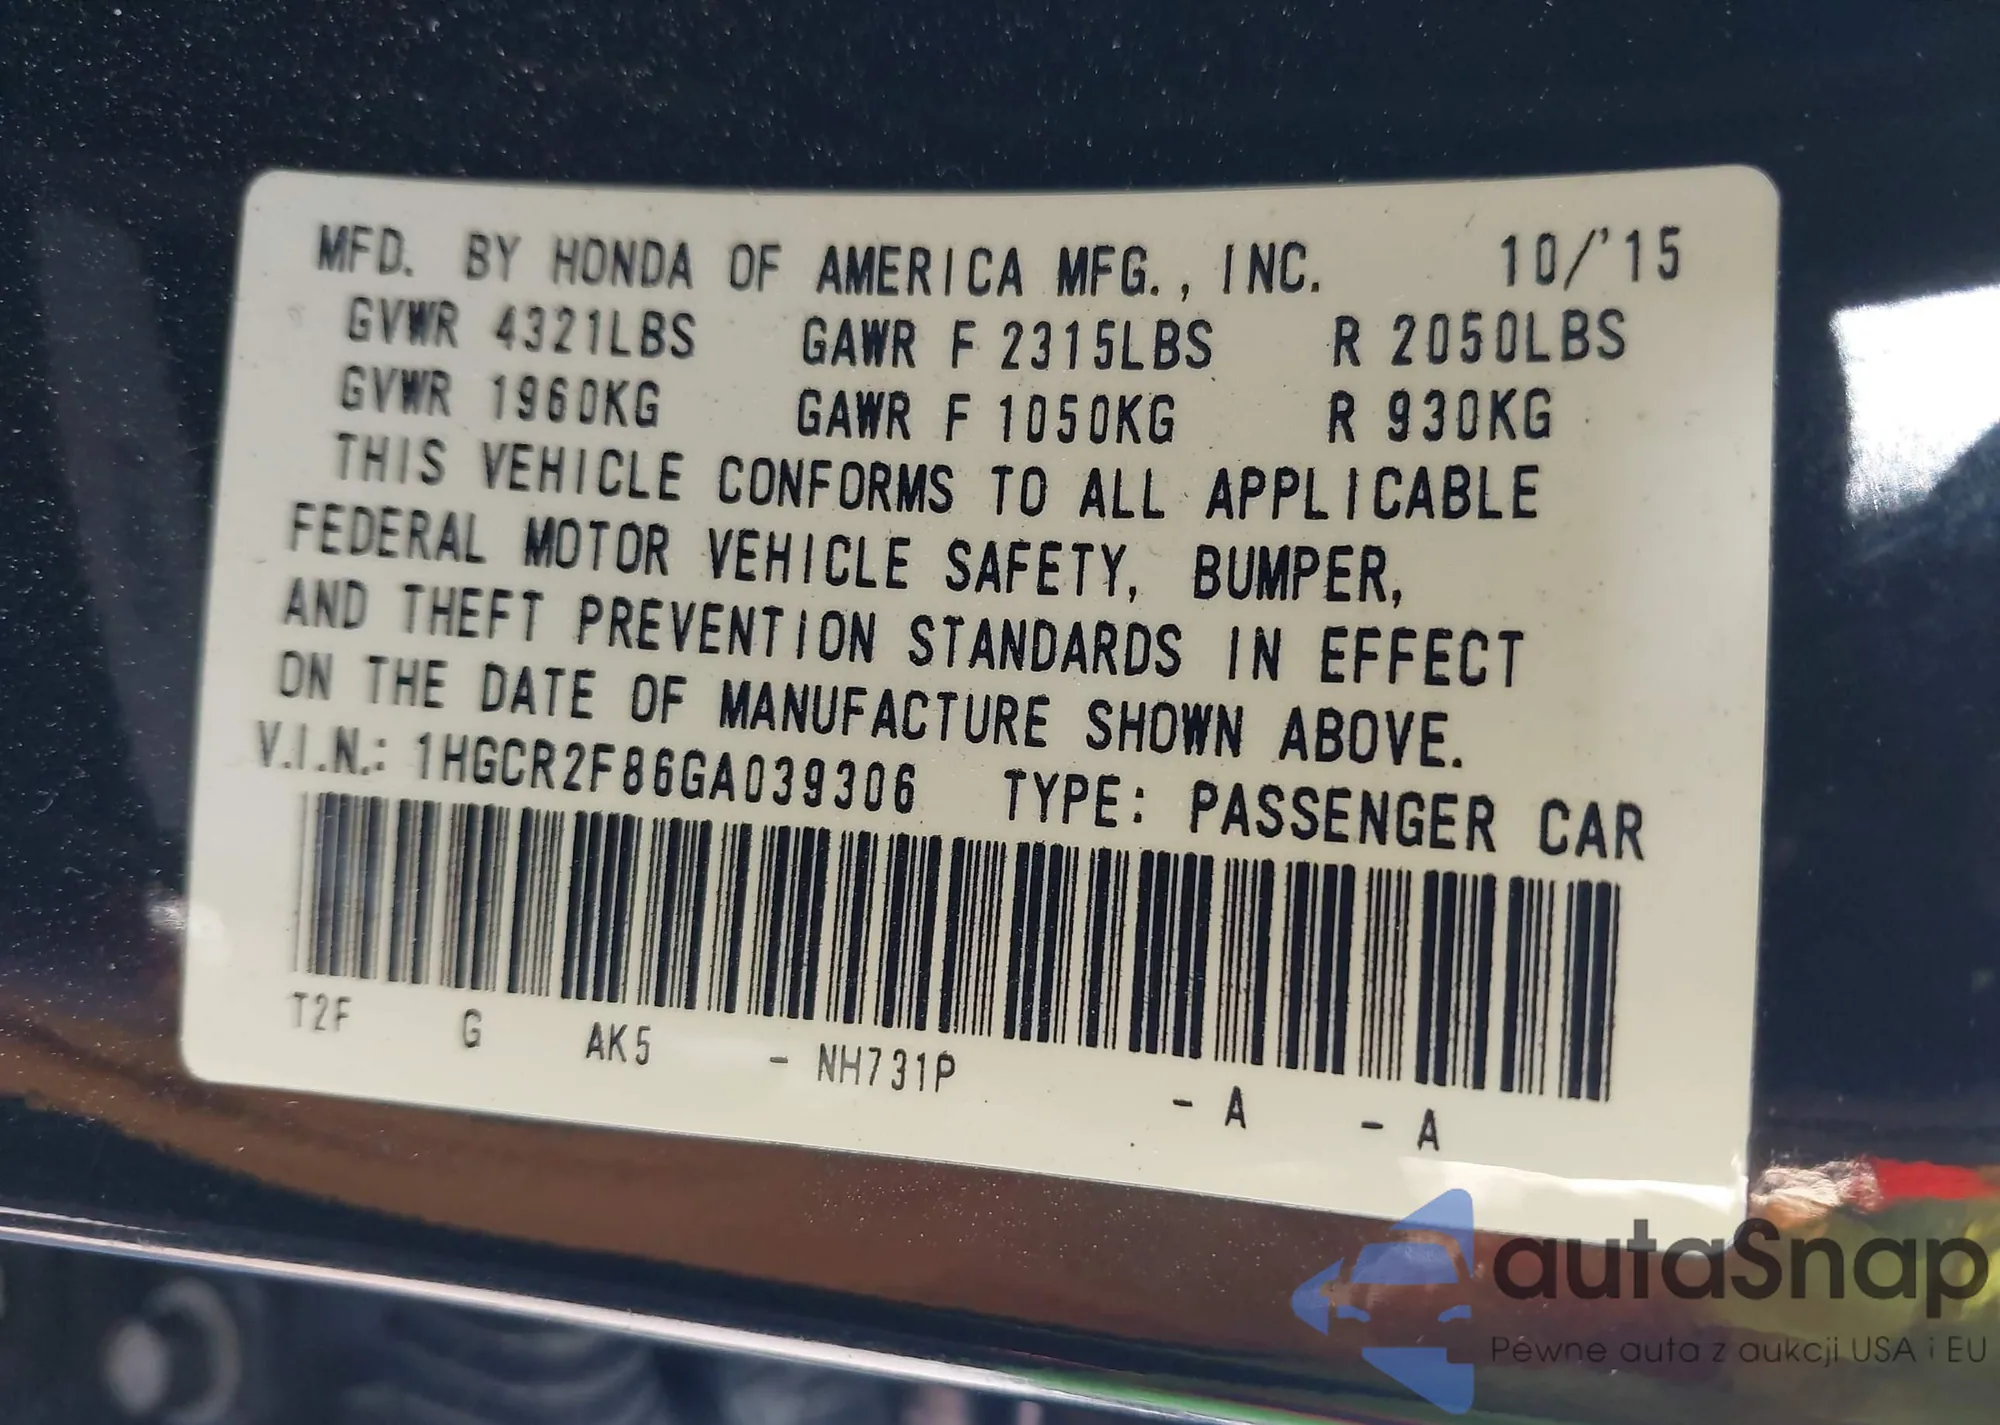 MFD. BY HONDA OF AMERICA MFG., INC. 10/'15
GVWR 4321LBS GAWR F 2315LBS R 2050LBS
GVWR 1960KG GAWR F 1050KG R 930KG
THIS VEHICLE CONFORMS TO ALL APPLICABLE
FEDERAL MOTOR VEHICLE SAFETY, BUMPER,
AND THEFT PREVENTION STANDARDS IN EFFECT
ON THE DATE OF MANUFACTURE SHOWN ABOVE.
V.I.N.: 1HGCR2F86GA039306 TYPE: PASSENGER CAR
T2F G AK5 - NH731P - A - A
autaSnap
Pewne auta z aukcji USA i EU